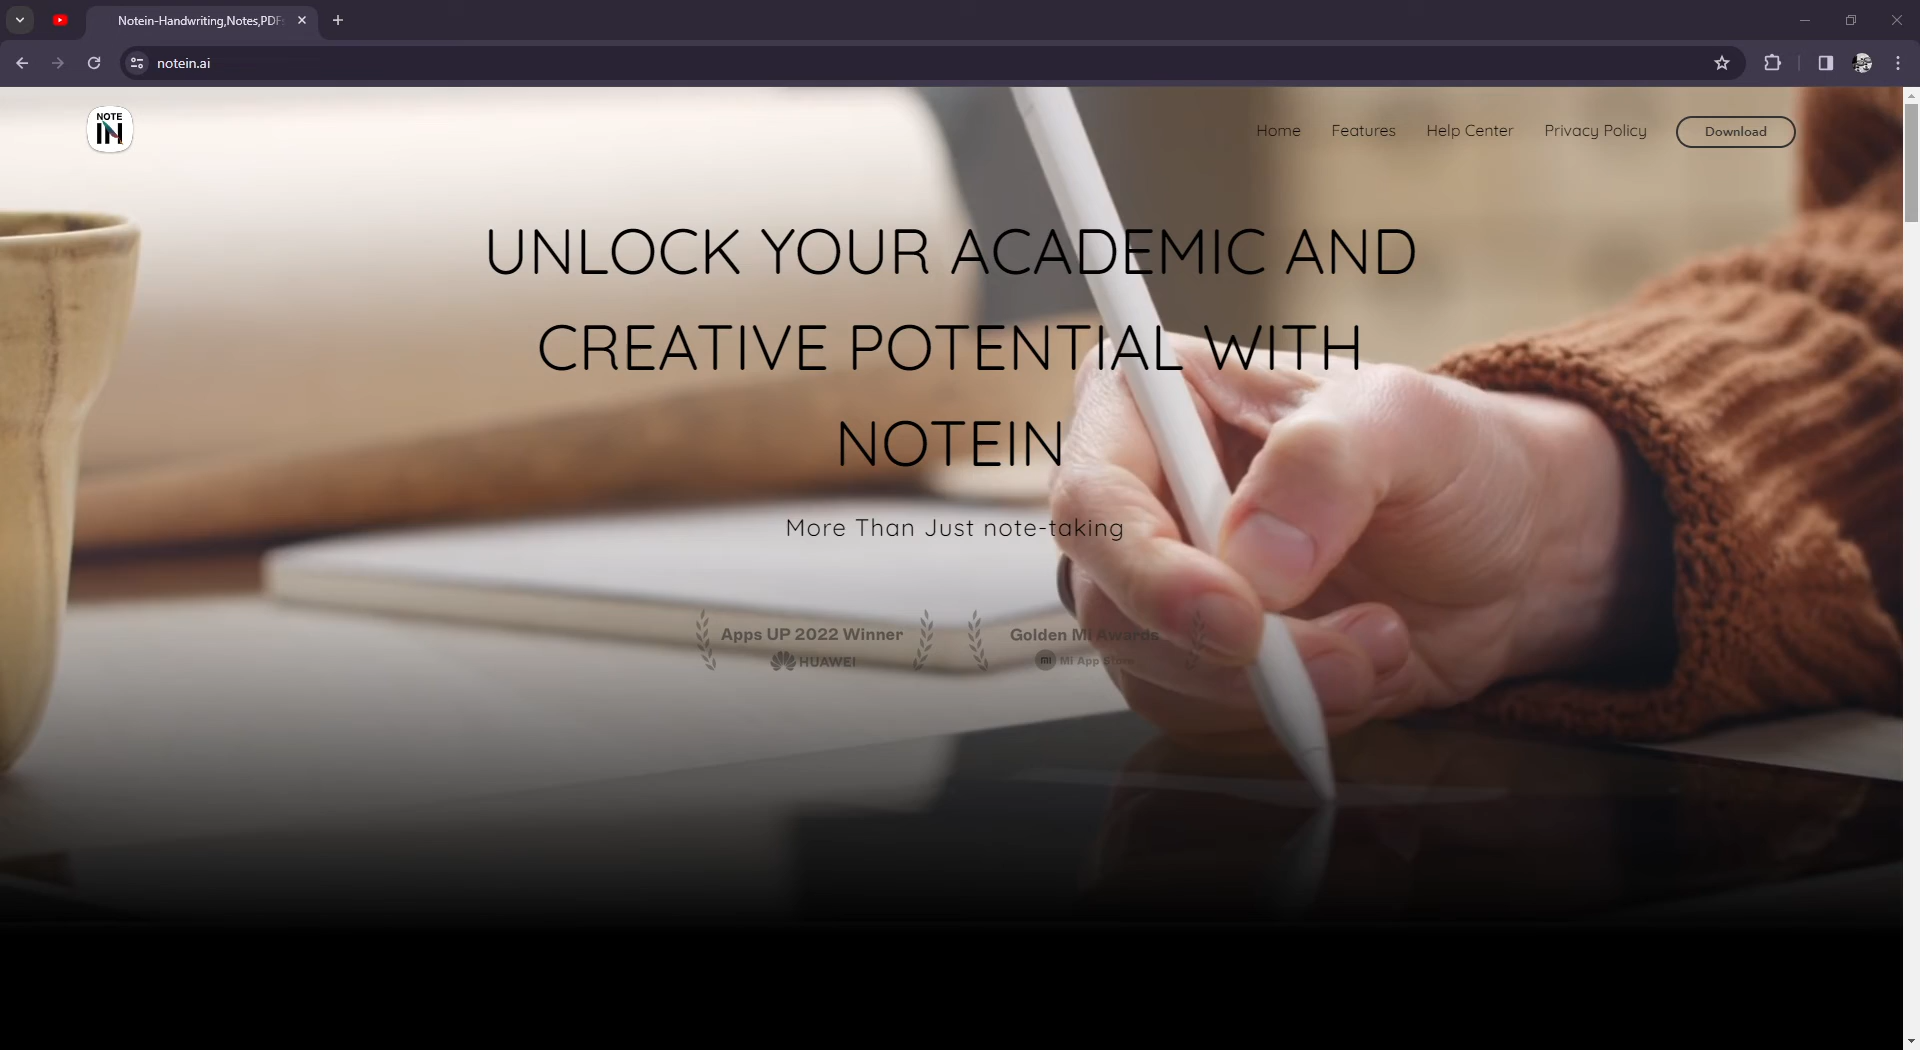 Notein-Handwriting,Notes,PDFs
notein.ai
NOTE
IN
Home Features Help Center Privacy Policy Download
UNLOCK YOUR ACADEMIC AND
CREATIVE POTENTIAL WITH
NOTEIN
More Than Just note-taking
Apps UP 2022 Winner
HUAWEI
Golden Mi Awards
mi Mi App Store